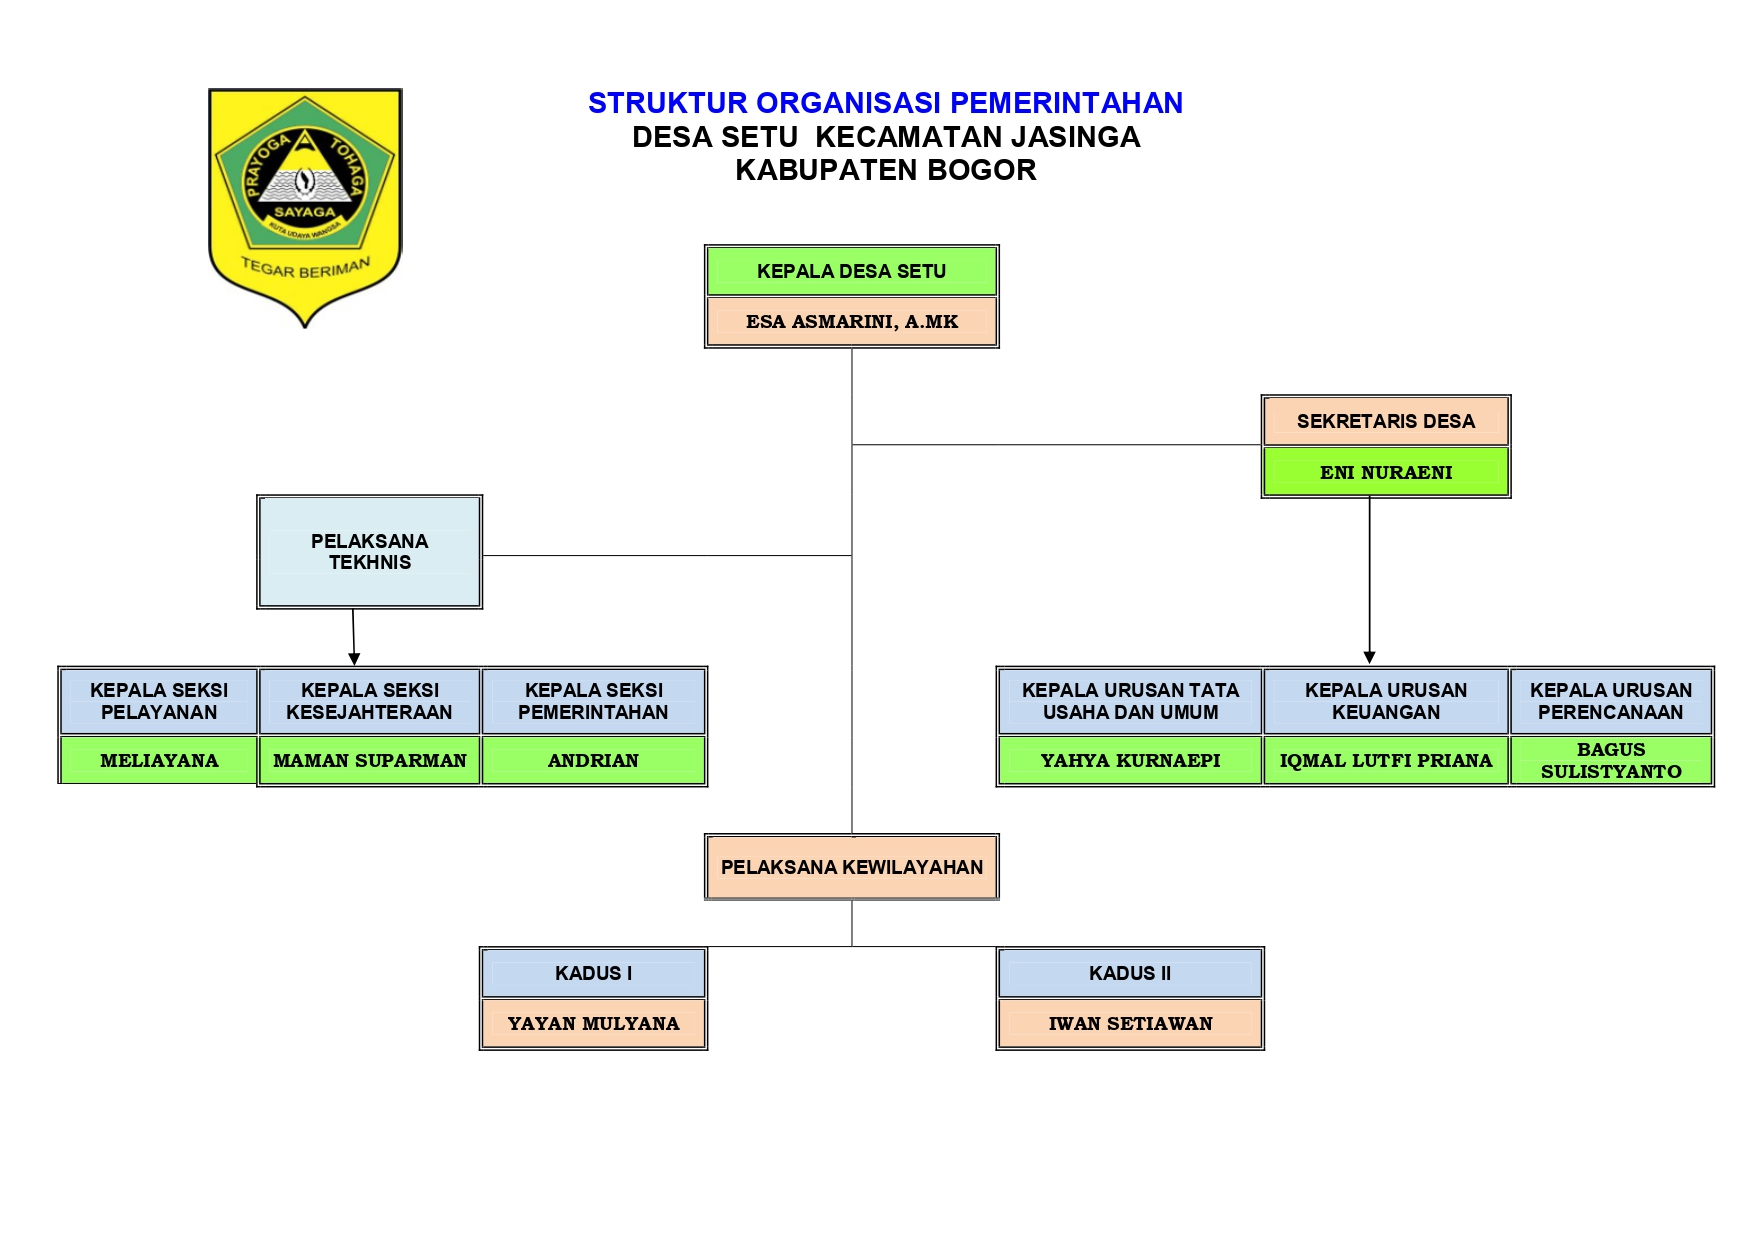 STRUKTUR ORGANISASI PEMERINTAHAN
DESA SETU  KECAMATAN JASINGA
KABUPATEN BOGOR
PRAYOGA
TOHAGA
SAYAGA
KUTA UDAYA WANGSA
TEGAR BERIMAN
KEPALA DESA SETU
ESA ASMARINI, A.MK
SEKRETARIS DESA
ENI NURAENI
PELAKSANA
TEKHNIS
KEPALA SEKSI
PELAYANAN
MELIAYANA
KEPALA SEKSI
KESEJAHTERAAN
MAMAN SUPARMAN
KEPALA SEKSI
PEMERINTAHAN
ANDRIAN
KEPALA URUSAN TATA
USAHA DAN UMUM
YAHYA KURNAEPI
KEPALA URUSAN
KEUANGAN
IQMAL LUTFI PRIANA
KEPALA URUSAN
PERENCANAAN
BAGUS
SULISTYANTO
PELAKSANA KEWILAYAHAN
KADUS I
YAYAN MULYANA
KADUS II
IWAN SETIAWAN